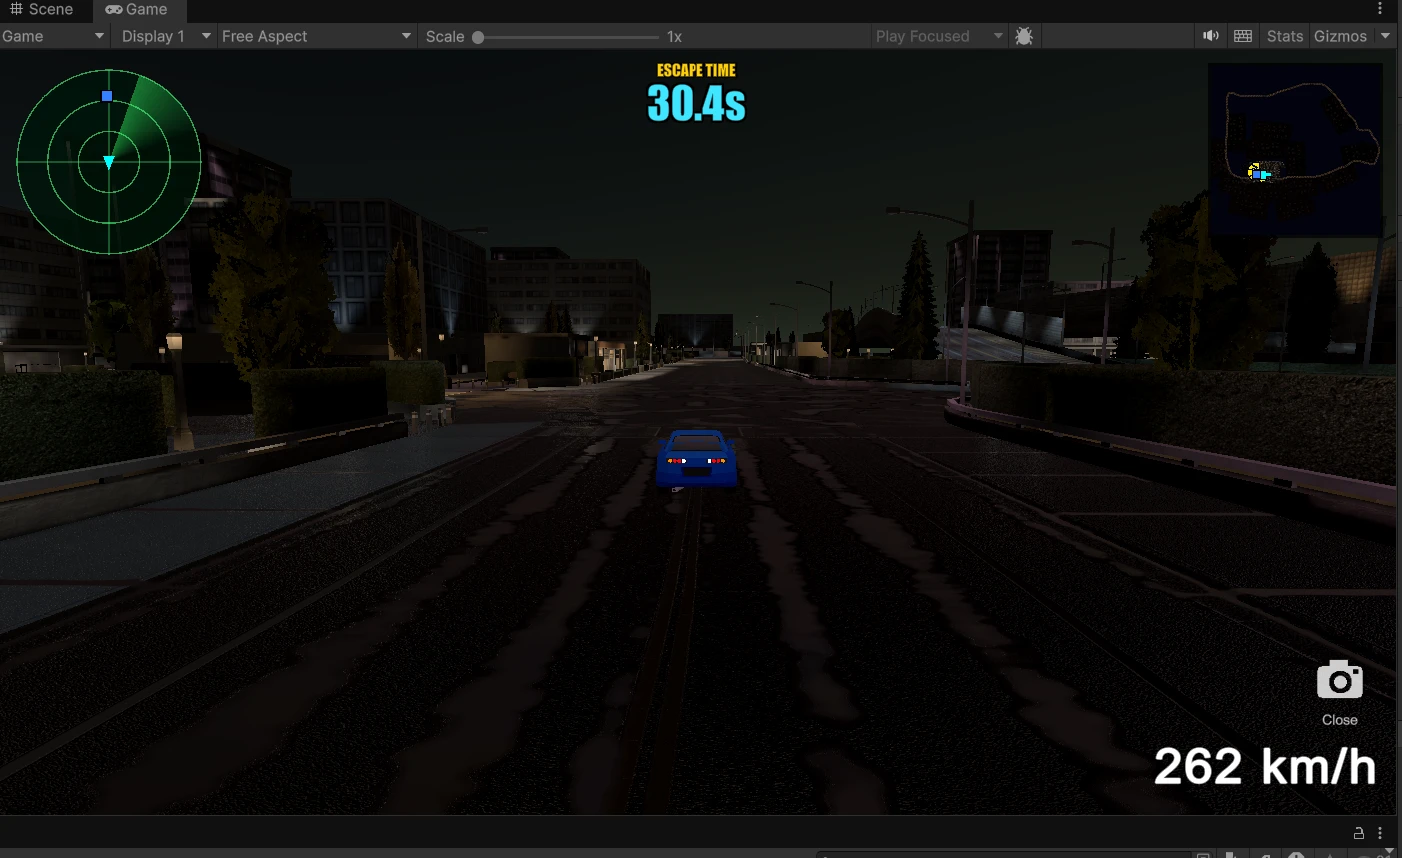 Scene
Game
Game
Display 1
Free Aspect
Scale
1x
Play Focused
Stats
Gizmos
ESCAPE TIME
30.4s
Close
262 km/h